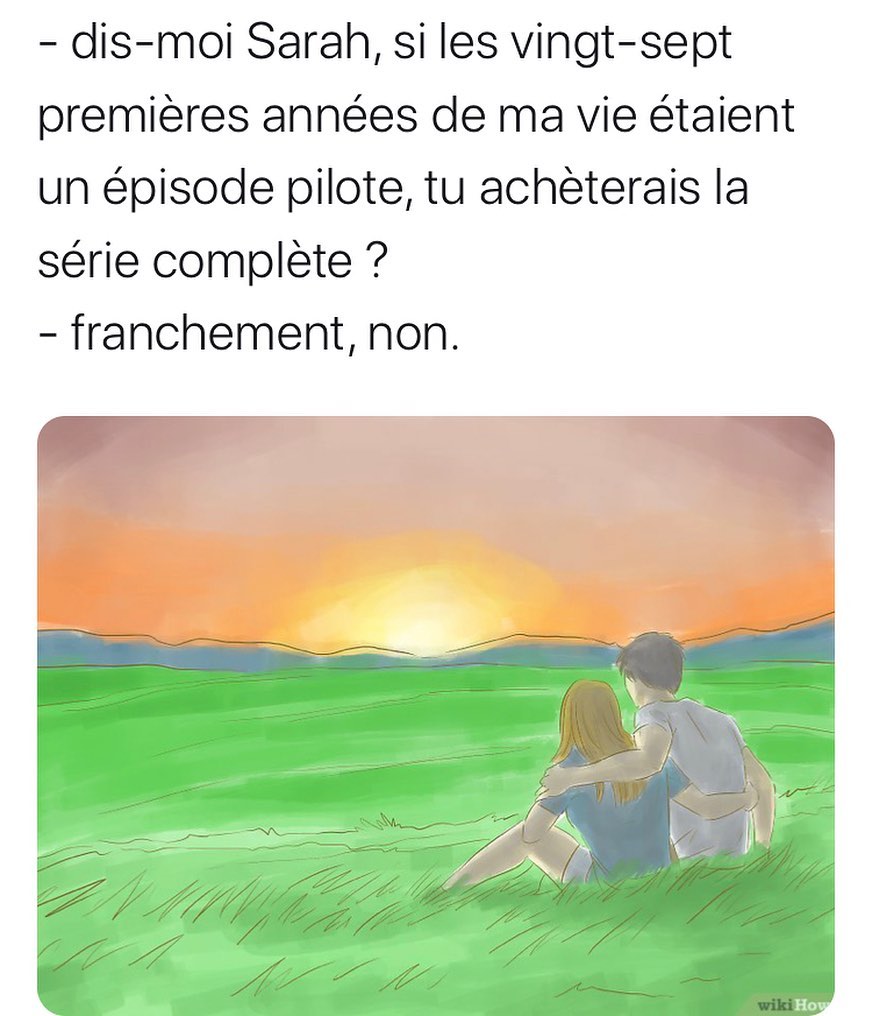 - dis-moi Sarah, si les vingt-sept
premières années de ma vie étaient
un épisode pilote, tu achèterais la
série complète ?
- franchement, non.
wikiHow